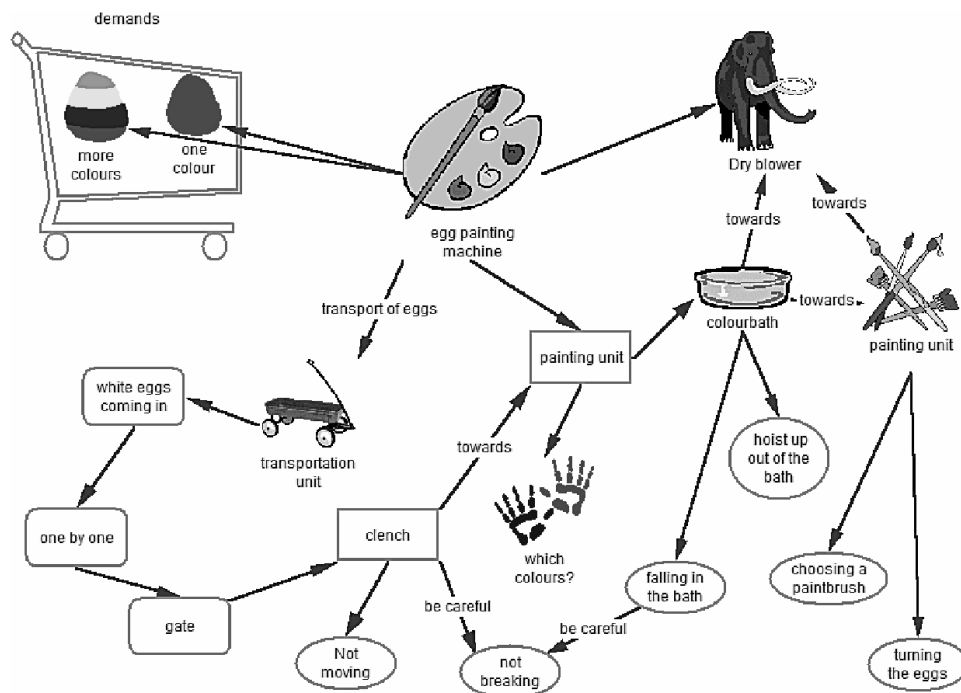 demands
more
colours
one
colour
Dry blower
egg painting
machine
towards
towards
transport of eggs
colourbath
towards
painting unit
painting unit
white eggs
coming in
transportation
unit
towards
hoist up
out of the
bath
one by one
clench
which
colours?
falling in
the bath
choosing a
paintbrush
gate
be careful
be careful
Not
moving
not
breaking
turning
the eggs